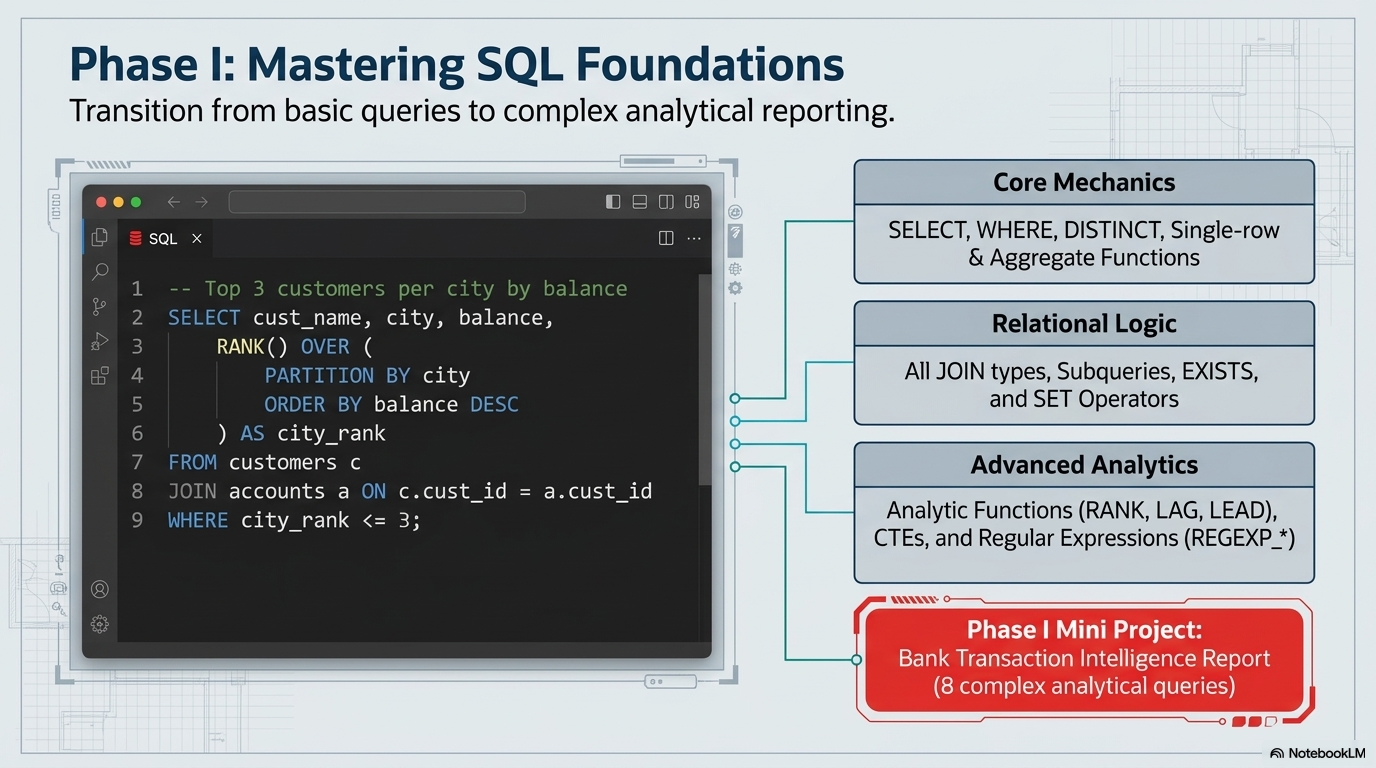 Phase I: Mastering SQL Foundations
Transition from basic queries to complex analytical reporting.
SQL ×
1 -- Top 3 customers per city by balance
2 SELECT cust_name, city, balance,
3 RANK() OVER (
4 PARTITION BY city
5 ORDER BY balance DESC
6 ) AS city_rank
7 FROM customers c
8 JOIN accounts a ON c.cust_id = a.cust_id
9 WHERE city_rank <= 3;
Core Mechanics
SELECT, WHERE, DISTINCT, Single-row
& Aggregate Functions
Relational Logic
All JOIN types, Subqueries, EXISTS,
and SET Operators
Advanced Analytics
Analytic Functions (RANK, LAG, LEAD),
CTEs, and Regular Expressions (REGEXP_*)
Phase I Mini Project:
Bank Transaction Intelligence Report
(8 complex analytical queries)
NotebookLM